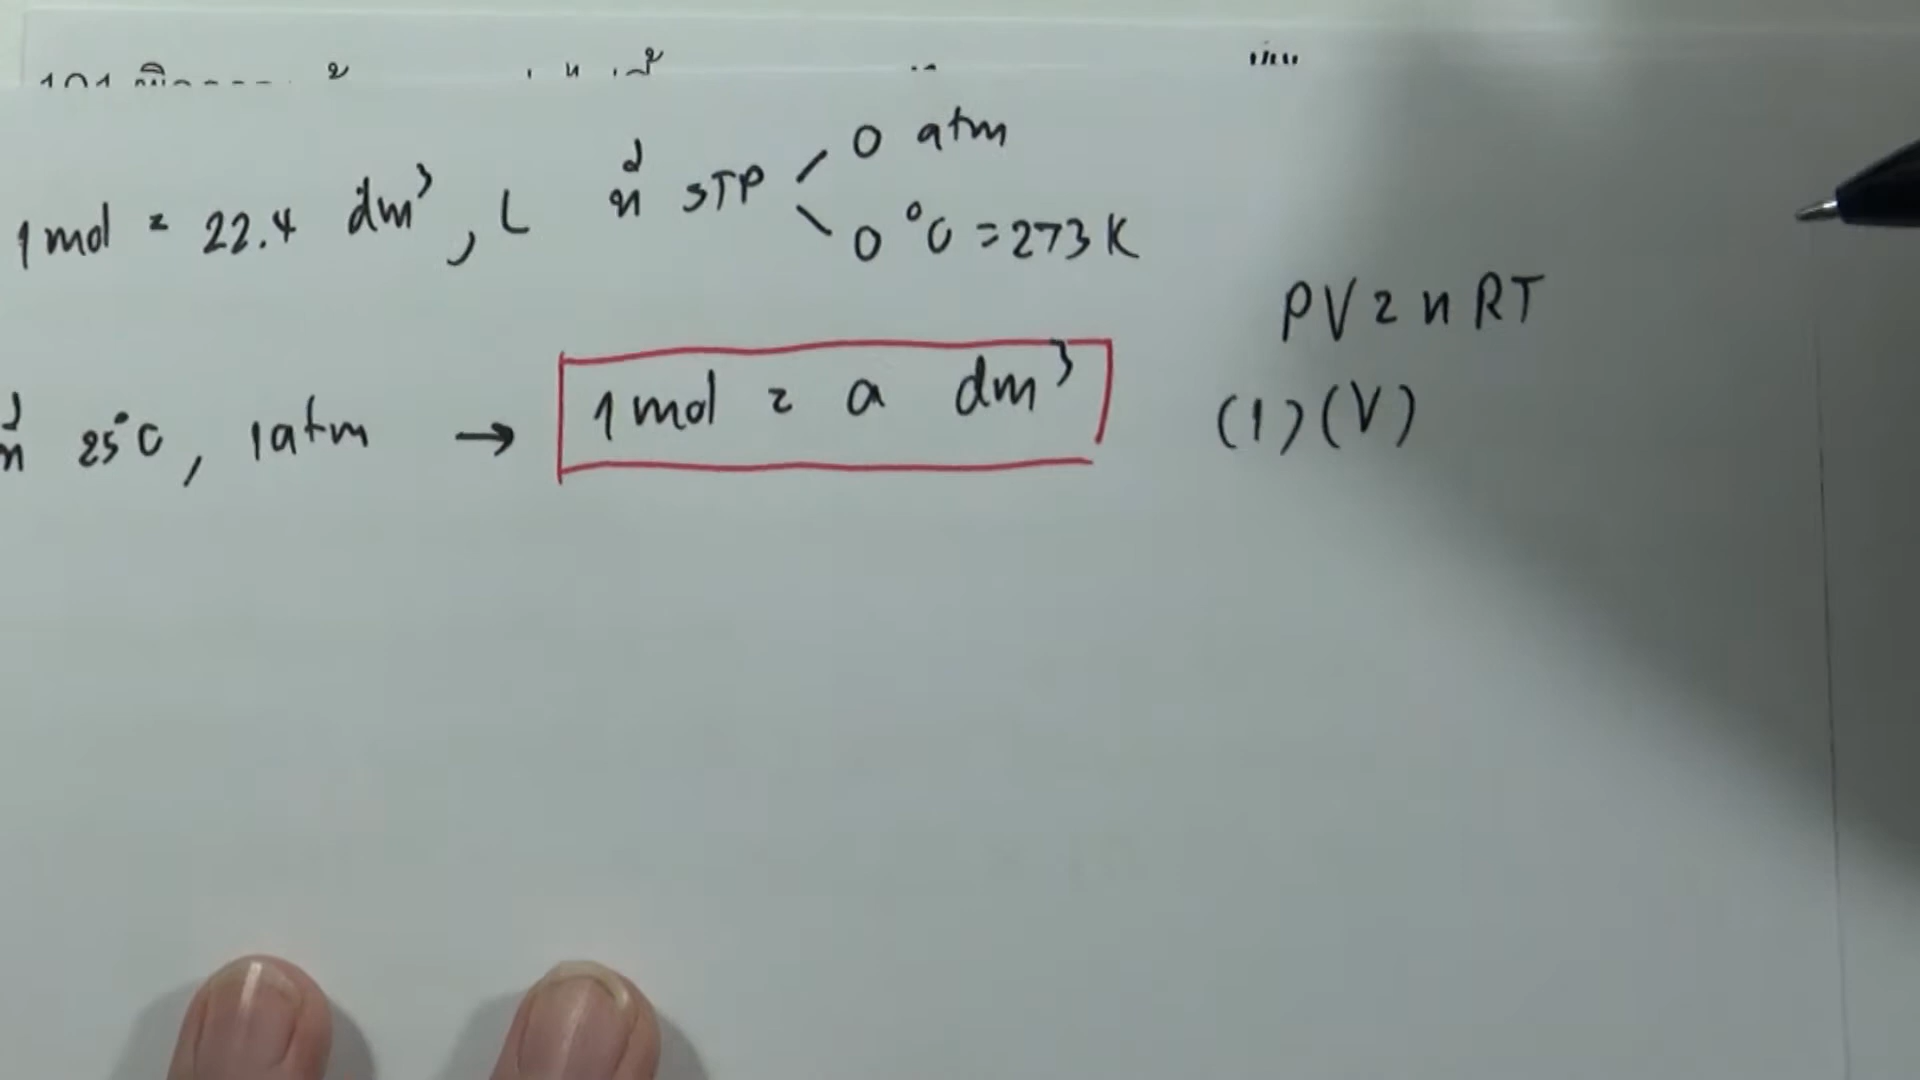 1 mol = 22.4 dm³, L ที่ STP
0 atm
0 °C = 273 K
PV = nRT
ที่ 25°C, 1 atm → 1 mol = a dm³
(1)(V)